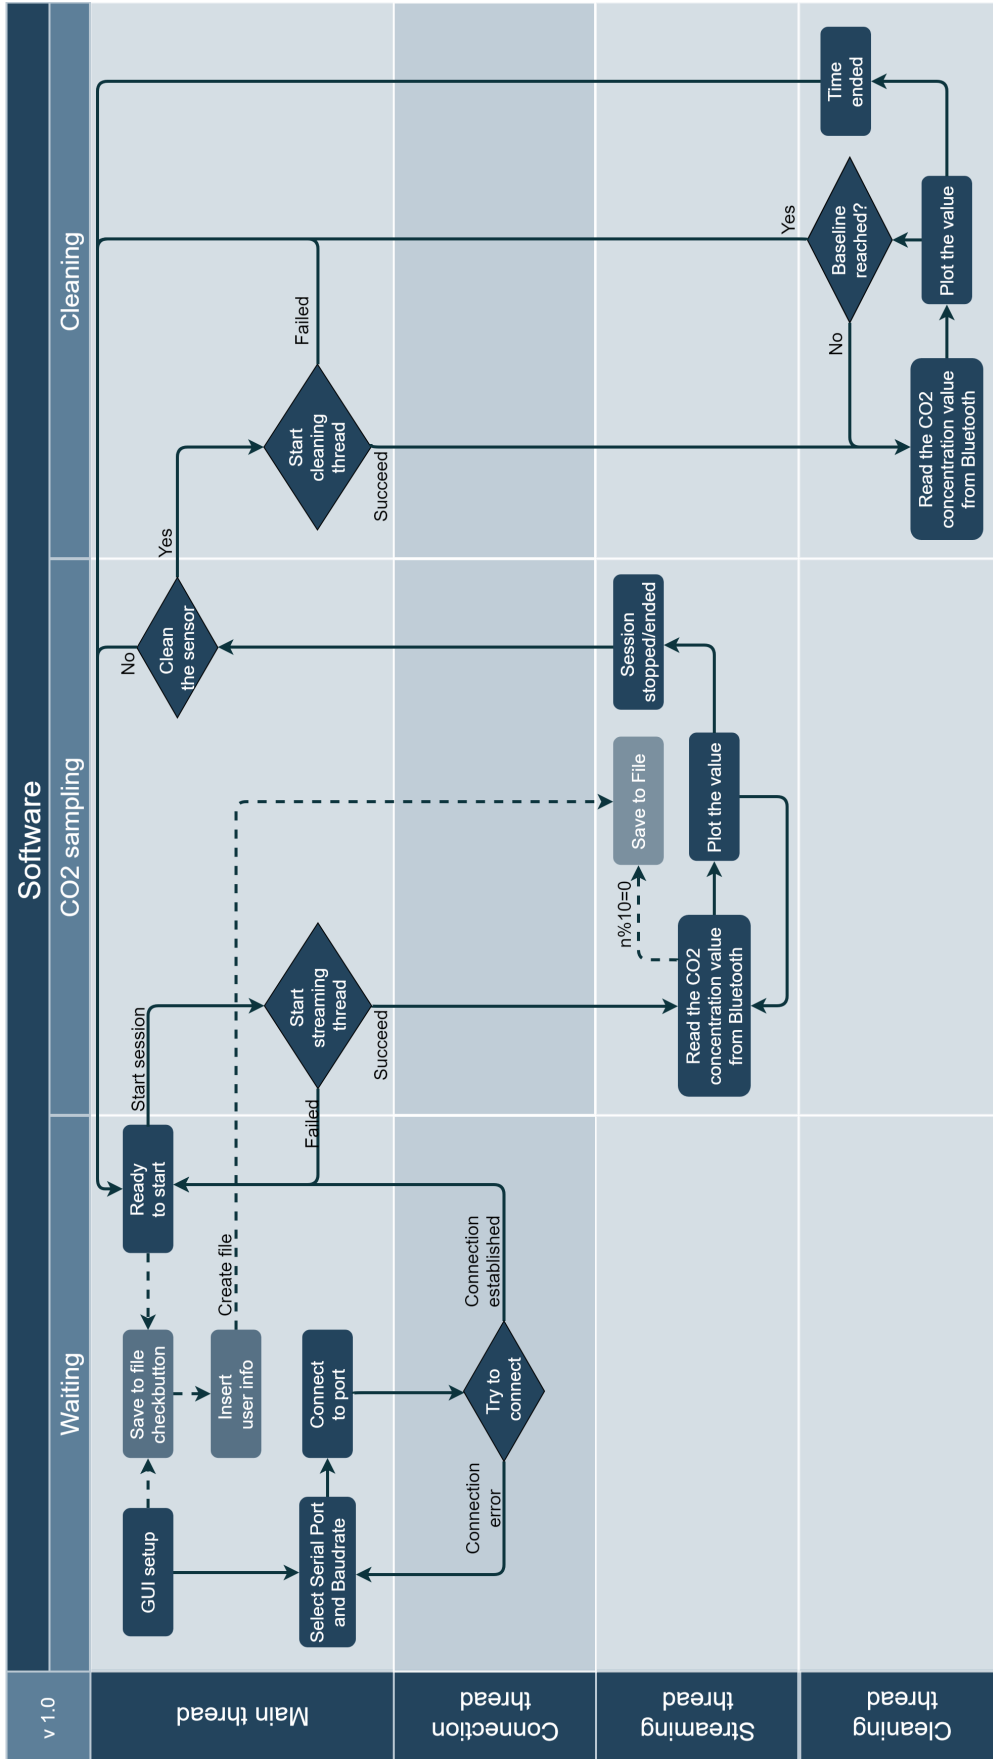 Software
v 1.0
Waiting
CO2 sampling
Cleaning
Main thread
GUI setup
Save to file
checkbutton
Ready
to start
Start session
Insert
user info
Create file
Select Serial Port
and Baudrate
Connect
to port
Failed
Start
streaming
thread
Succeed
No
Clean
the sensor
Yes
Start
cleaning
thread
Failed
Succeed
Connection
thread
Connection
error
Try to
connect
Connection
established
Streaming
thread
Read the CO2
concentration value
from Bluetooth
n%10=0
Save to File
Plot the value
Session
stopped/ended
Cleaning
thread
Read the CO2
concentration value
from Bluetooth
Plot the value
No
Baseline
reached?
Yes
Time
ended